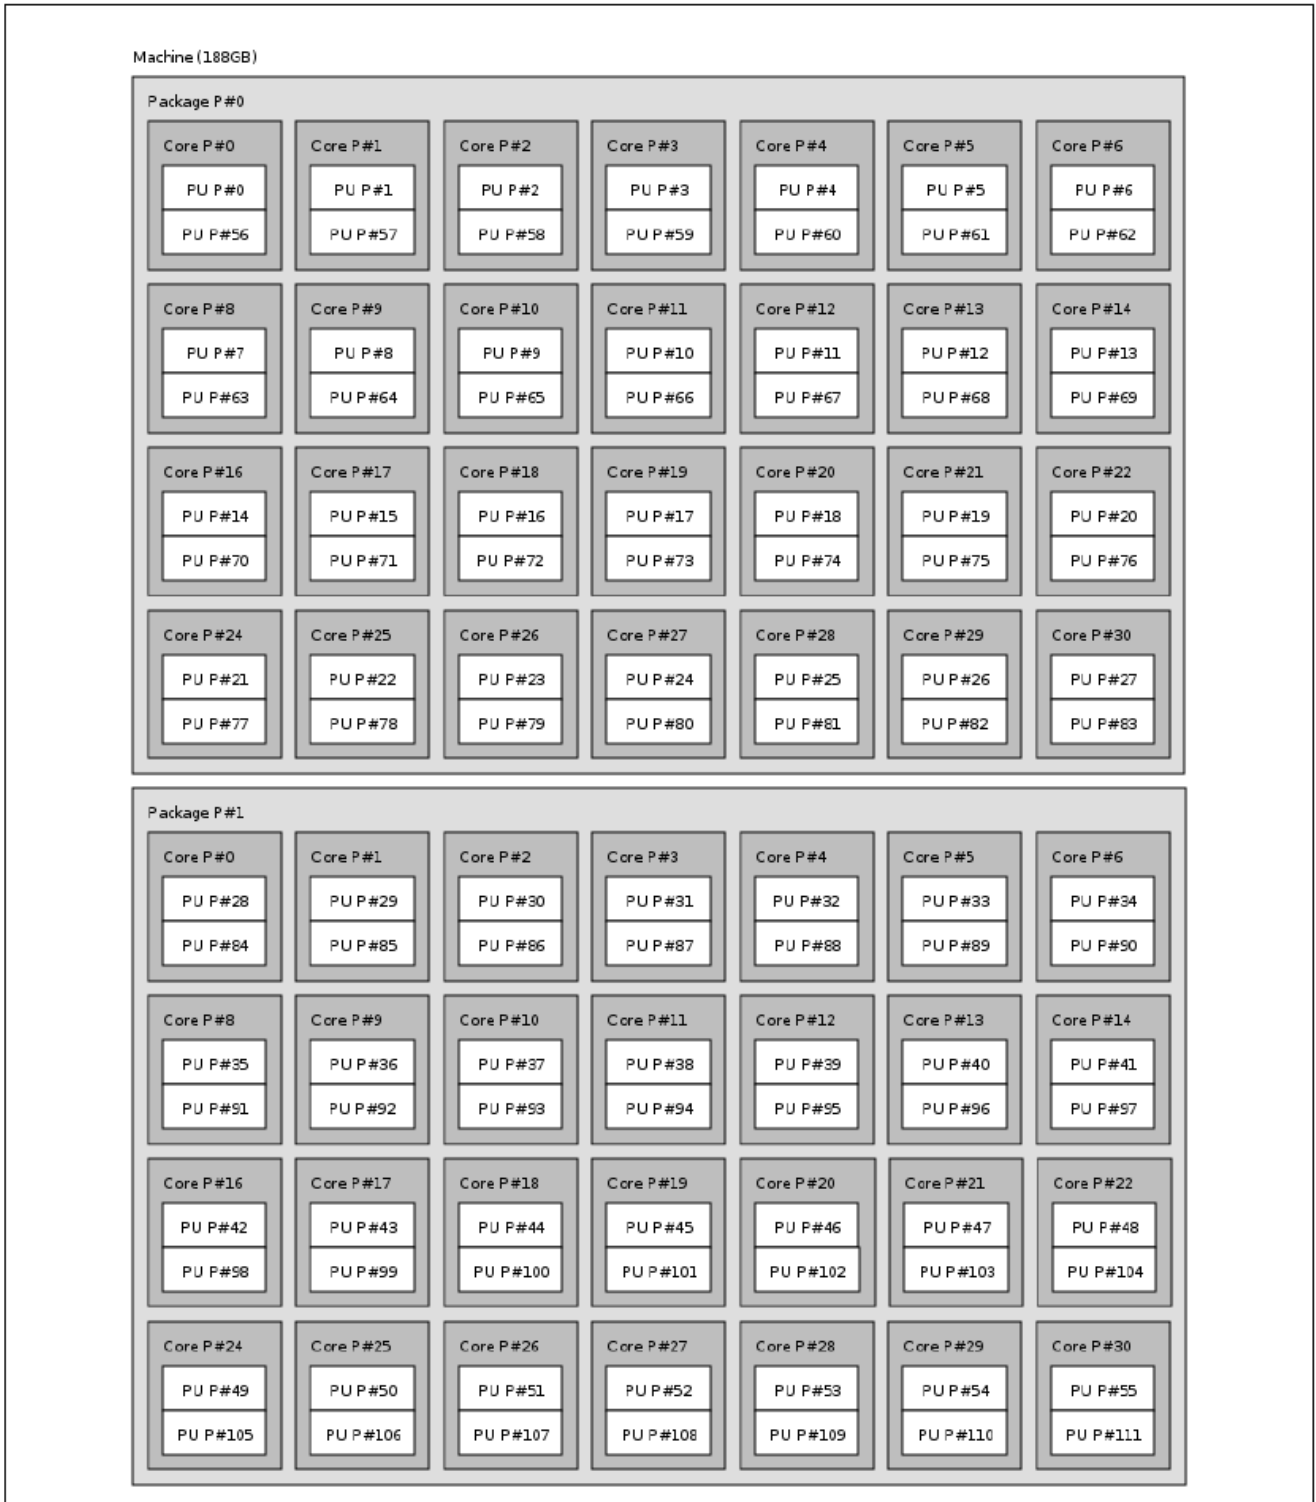 Machine (188GB)
Package P#0
Core P#0 Core P#1 Core P#2 Core P#3 Core P#4 Core P#5 Core P#6
PU P#0 PU P#1 PU P#2 PU P#3 PU P#4 PU P#5 PU P#6
PU P#56 PU P#57 PU P#58 PU P#59 PU P#60 PU P#61 PU P#62
Core P#8 Core P#9 Core P#10 Core P#11 Core P#12 Core P#13 Core P#14
PU P#7 PU P#8 PU P#9 PU P#10 PU P#11 PU P#12 PU P#13
PU P#63 PU P#64 PU P#65 PU P#66 PU P#67 PU P#68 PU P#69
Core P#16 Core P#17 Core P#18 Core P#19 Core P#20 Core P#21 Core P#22
PU P#14 PU P#15 PU P#16 PU P#17 PU P#18 PU P#19 PU P#20
PU P#70 PU P#71 PU P#72 PU P#73 PU P#74 PU P#75 PU P#76
Core P#24 Core P#25 Core P#26 Core P#27 Core P#28 Core P#29 Core P#30
PU P#21 PU P#22 PU P#23 PU P#24 PU P#25 PU P#26 PU P#27
PU P#77 PU P#78 PU P#79 PU P#80 PU P#81 PU P#82 PU P#83
Package P#1
Core P#0 Core P#1 Core P#2 Core P#3 Core P#4 Core P#5 Core P#6
PU P#28 PU P#29 PU P#30 PU P#31 PU P#32 PU P#33 PU P#34
PU P#84 PU P#85 PU P#86 PU P#87 PU P#88 PU P#89 PU P#90
Core P#8 Core P#9 Core P#10 Core P#11 Core P#12 Core P#13 Core P#14
PU P#35 PU P#36 PU P#37 PU P#38 PU P#39 PU P#40 PU P#41
PU P#91 PU P#92 PU P#93 PU P#94 PU P#95 PU P#96 PU P#97
Core P#16 Core P#17 Core P#18 Core P#19 Core P#20 Core P#21 Core P#22
PU P#42 PU P#43 PU P#44 PU P#45 PU P#46 PU P#47 PU P#48
PU P#98 PU P#99 PU P#100 PU P#101 PU P#102 PU P#103 PU P#104
Core P#24 Core P#25 Core P#26 Core P#27 Core P#28 Core P#29 Core P#30
PU P#49 PU P#50 PU P#51 PU P#52 PU P#53 PU P#54 PU P#55
PU P#105 PU P#106 PU P#107 PU P#108 PU P#109 PU P#110 PU P#111